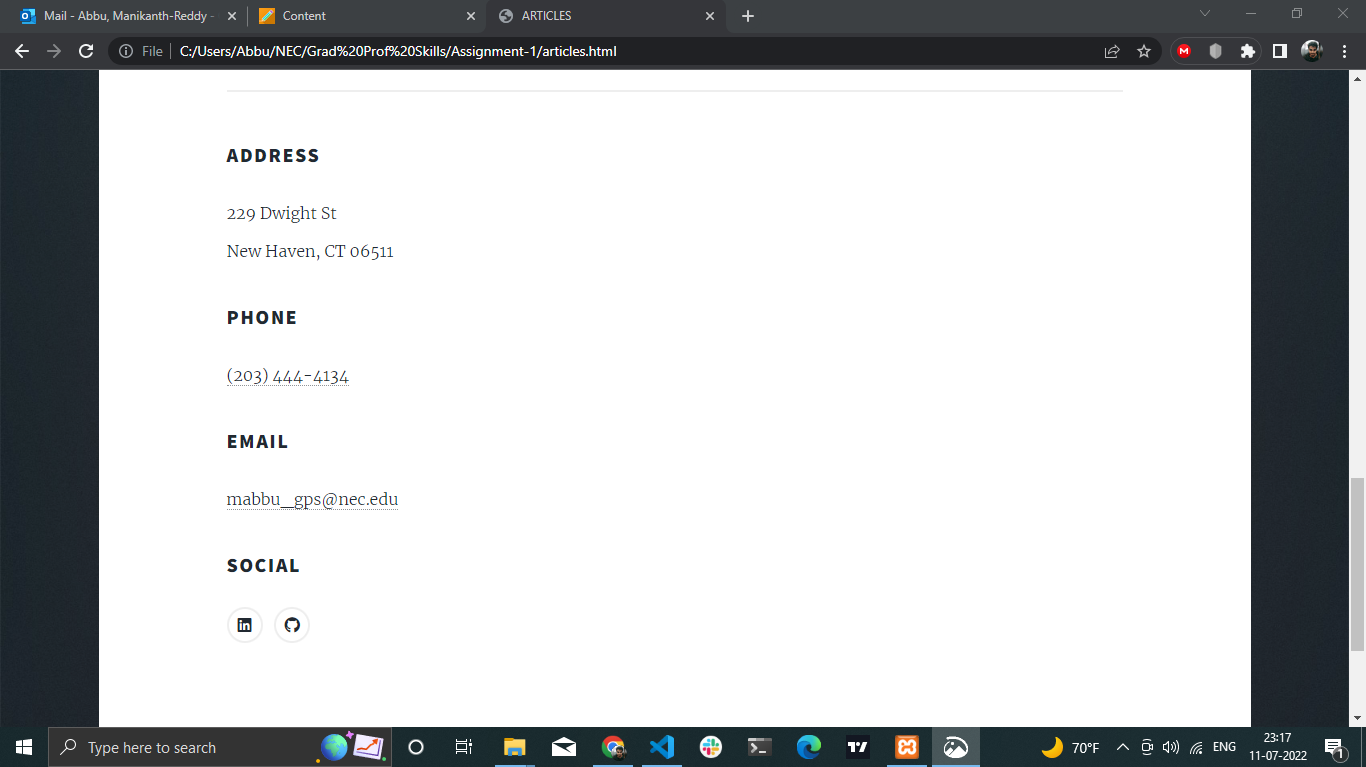 Mail - Abbu, Manikanth-Reddy -
Content
ARTICLES
File
C:/Users/Abbu/NEC/Grad%20Prof%20Skills/Assignment-1/articles.html
ADDRESS
229 Dwight St
New Haven, CT 06511
PHONE
(203) 444-4134
EMAIL
mabbu_gps@nec.edu
SOCIAL
Type here to search
70°F
ENG
23:17
11-07-2022
1